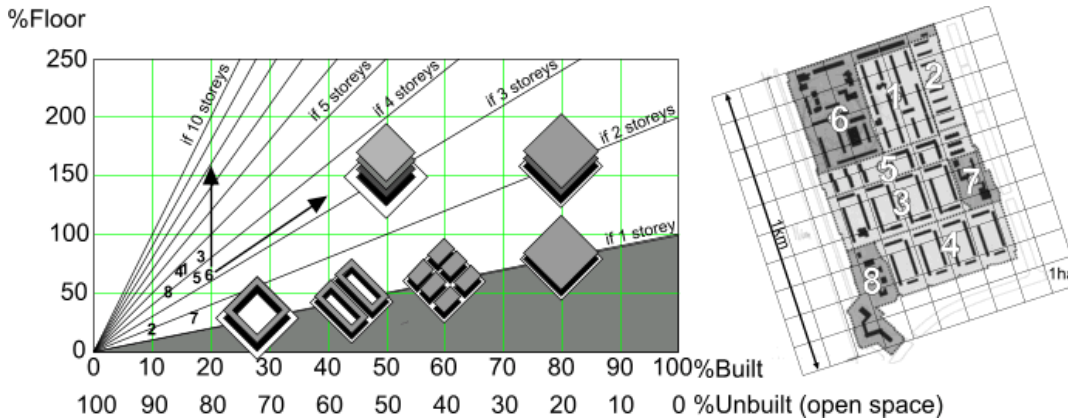 %Floor
250
200
150
100
50
0
if 10 storeys
if 5 storeys
if 4 storeys
if 3 storeys
if 2 storeys
if 1 storey
3
41
5 6
8
2
7
0 10 20 30 40 50 60 70 80 90 100 %Built
100 90 80 70 60 50 40 30 20 10 0 %Unbuilt (open space)
1km
1
2
6
5
7
3
4
8
1ha